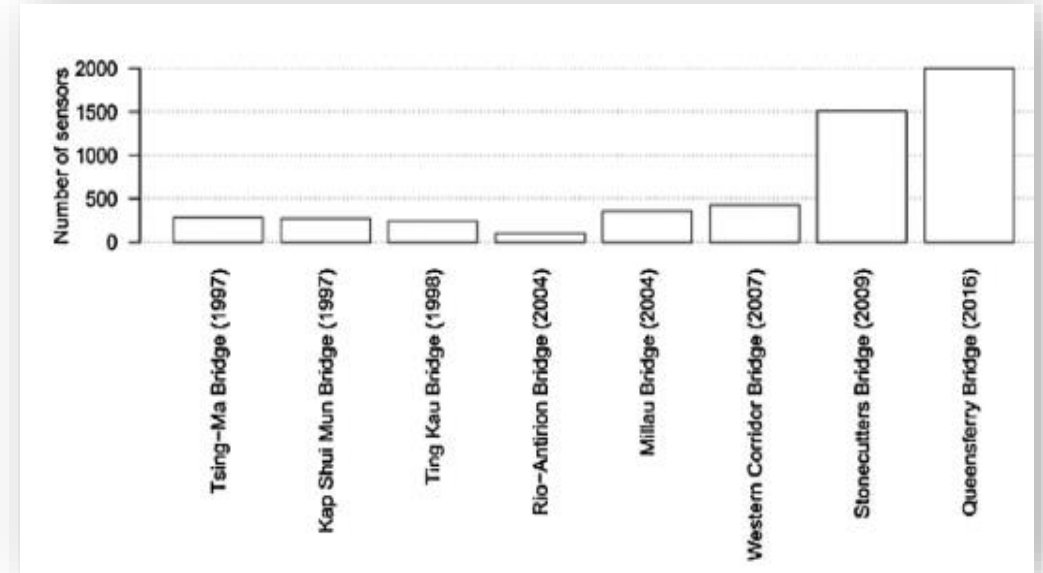 Number of sensors
2000
1500
1000
500
0
Tsing-Ma Bridge (1997)
Kap Shui Mun Bridge (1997)
Ting Kau Bridge (1998)
Rio-Antirion Bridge (2004)
Millau Bridge (2004)
Western Corridor Bridge (2007)
Stonecutters Bridge (2009)
Queensferry Bridge (2016)